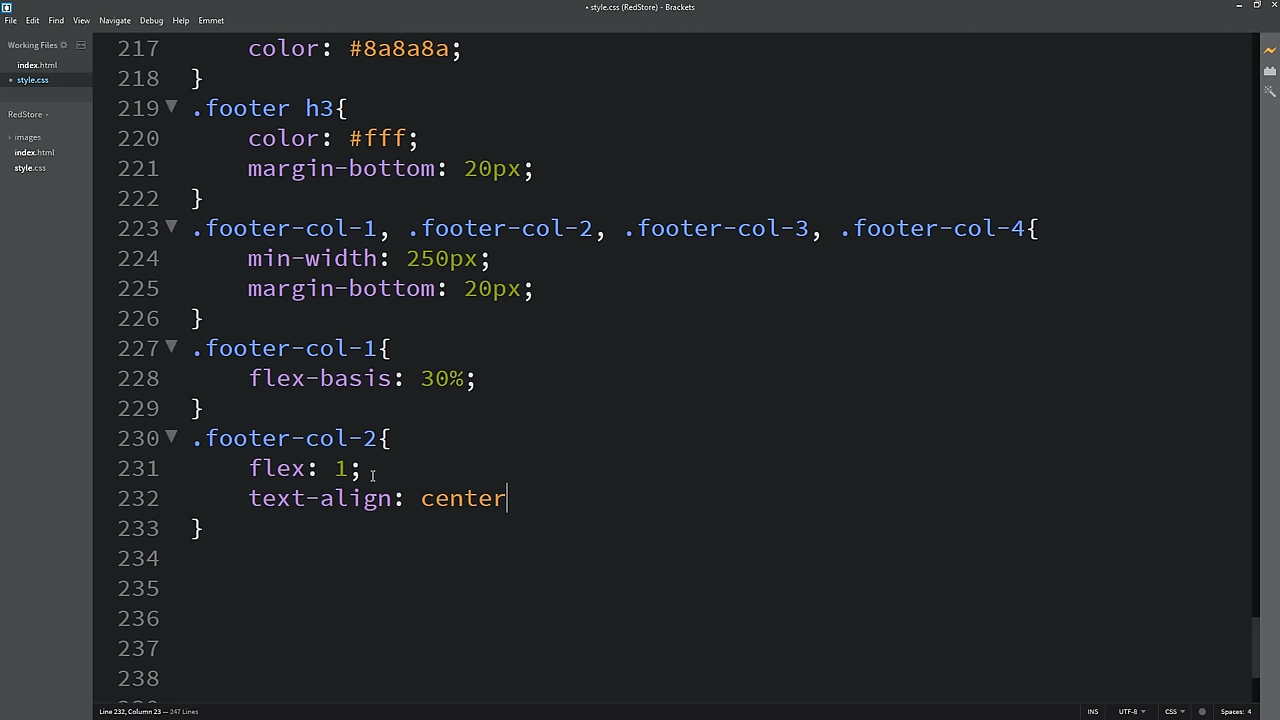 • style.css (RedStore) - Brackets
File Edit Find View Navigate Debug Help Emmet
Working Files
index.html
• style.css
RedStore
images
index.html
style.css
217     color: #8a8a8a;
218 }
219 .footer h3{
220     color: #fff;
221     margin-bottom: 20px;
222 }
223 .footer-col-1, .footer-col-2, .footer-col-3, .footer-col-4{
224     min-width: 250px;
225     margin-bottom: 20px;
226 }
227 .footer-col-1{
228     flex-basis: 30%;
229 }
230 .footer-col-2{
231     flex: 1;
232     text-align: center
233 }
234
235
236
237
238
Line 232, Column 23 — 247 Lines INS UTF-8 CSS Spaces: 4